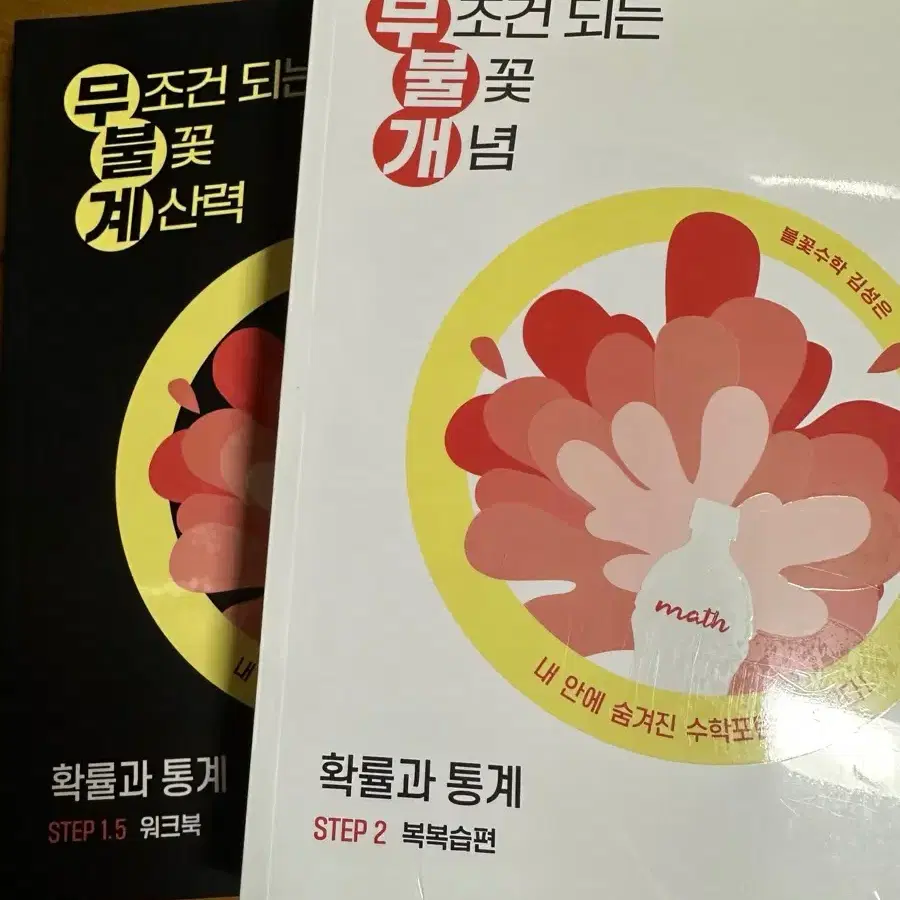 무조건 되는
불꽃
계산력
내
확률과 통계
STEP 1.5 워크북
무조건 되는
불꽃
개념
불꽃수학 김성은
math
내 안에 숨겨진 수학포텐
확률과 통계
STEP 2 복복습편